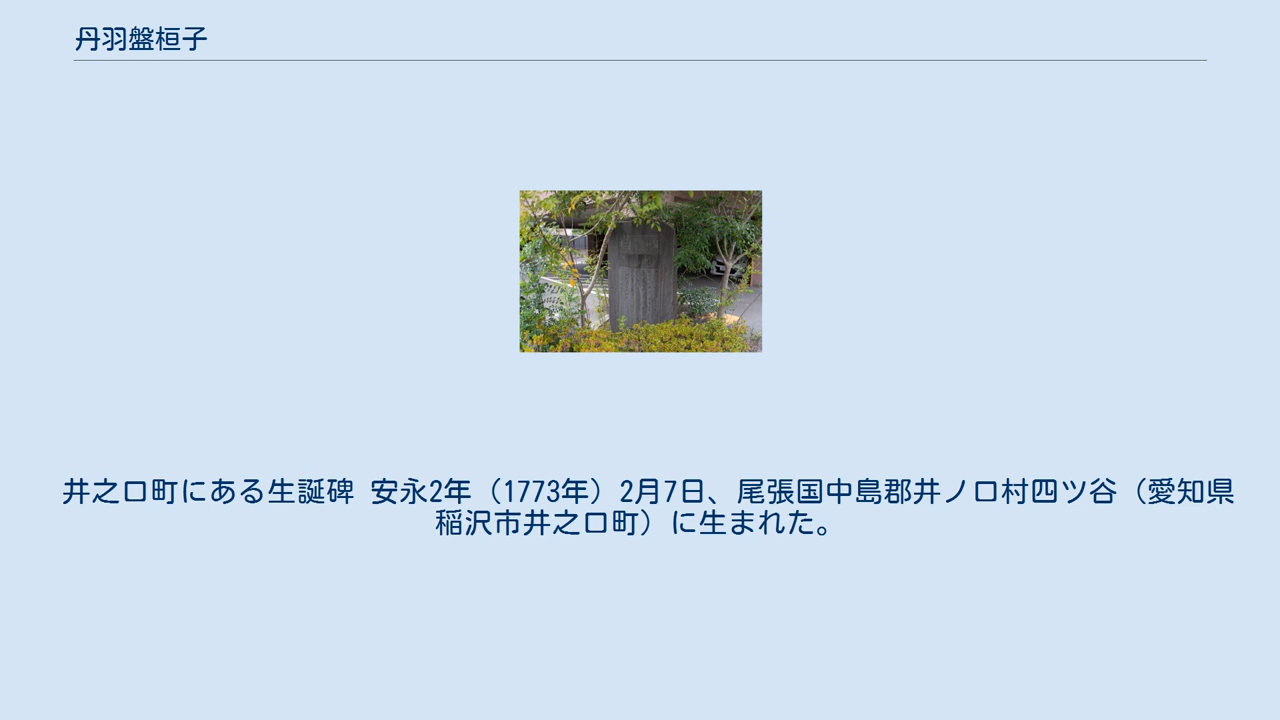 丹羽盤桓子
井之口町にある生誕碑 安永2年（1773年）2月7日、尾張国中島郡井ノ口村四ツ谷（愛知県
稲沢市井之口町）に生まれた。